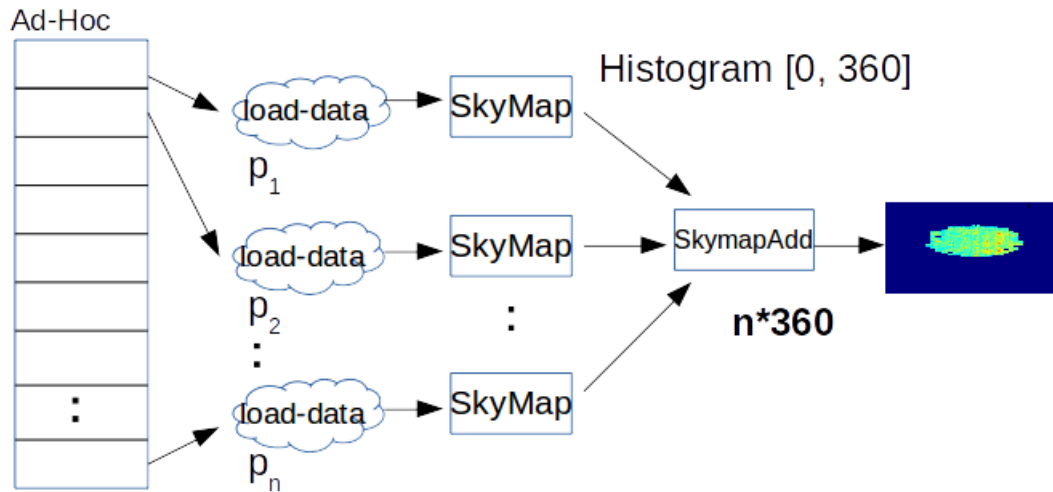 Ad-Hoc
Histogram [0, 360]
load-data
SkyMap
p1
load-data
SkyMap
SkymapAdd
p2
:
n*360
:
:
load-data
SkyMap
pn